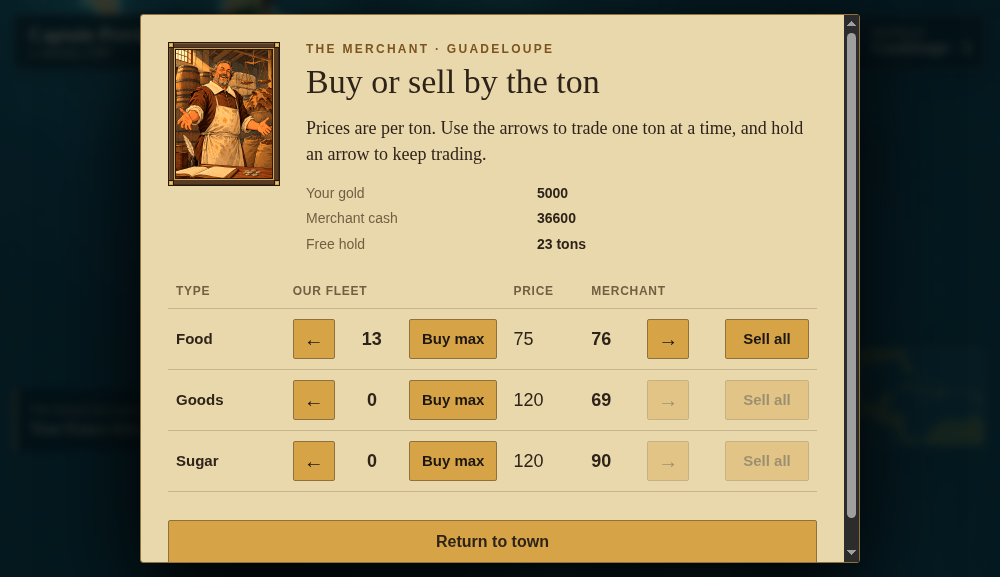 THE MERCHANT · GUADELOUPE
Buy or sell by the ton
Prices are per ton. Use the arrows to trade one ton at a time, and hold
an arrow to keep trading.
Your gold 5000
Merchant cash 36600
Free hold 23 tons
TYPE OUR FLEET PRICE MERCHANT
Food ← 13 Buy max 75 76 → Sell all
Goods ← 0 Buy max 120 69 → Sell all
Sugar ← 0 Buy max 120 90 → Sell all
Return to town